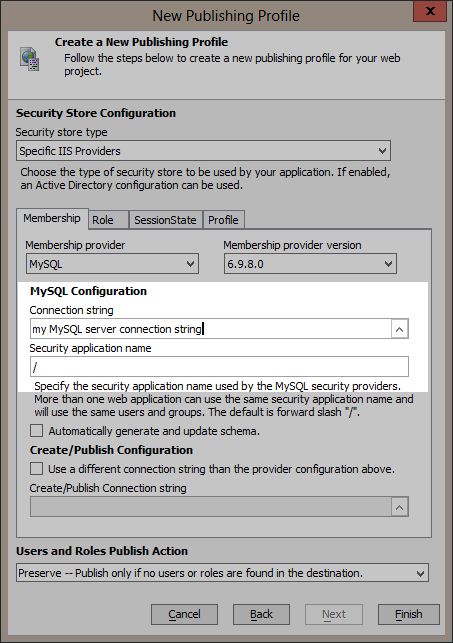 New Publishing Profile
x
Create a New Publishing Profile
Follow the steps below to create a new publishing profile for your web
project.
Security Store Configuration
Security store type
Specific IIS Providers
Choose the type of security store to be used by your application. If enabled,
an Active Directory configuration can be used.
Membership Role SessionState Profile
Membership provider Membership provider version
MySQL 6.9.8.0
MySQL Configuration
Connection string
my MySQL server connection string
Security application name
/
Specify the security application name used by the MySQL security providers.
More than one web application can use the same security application name and
will use the same users and groups. The default is forward slash "/".
Automatically generate and update schema.
Create/Publish Configuration
Use a different connection string than the provider configuration above.
Create/Publish Connection string
Users and Roles Publish Action
Preserve -- Publish only if no users or roles are found in the destination.
Cancel Back Next Finish